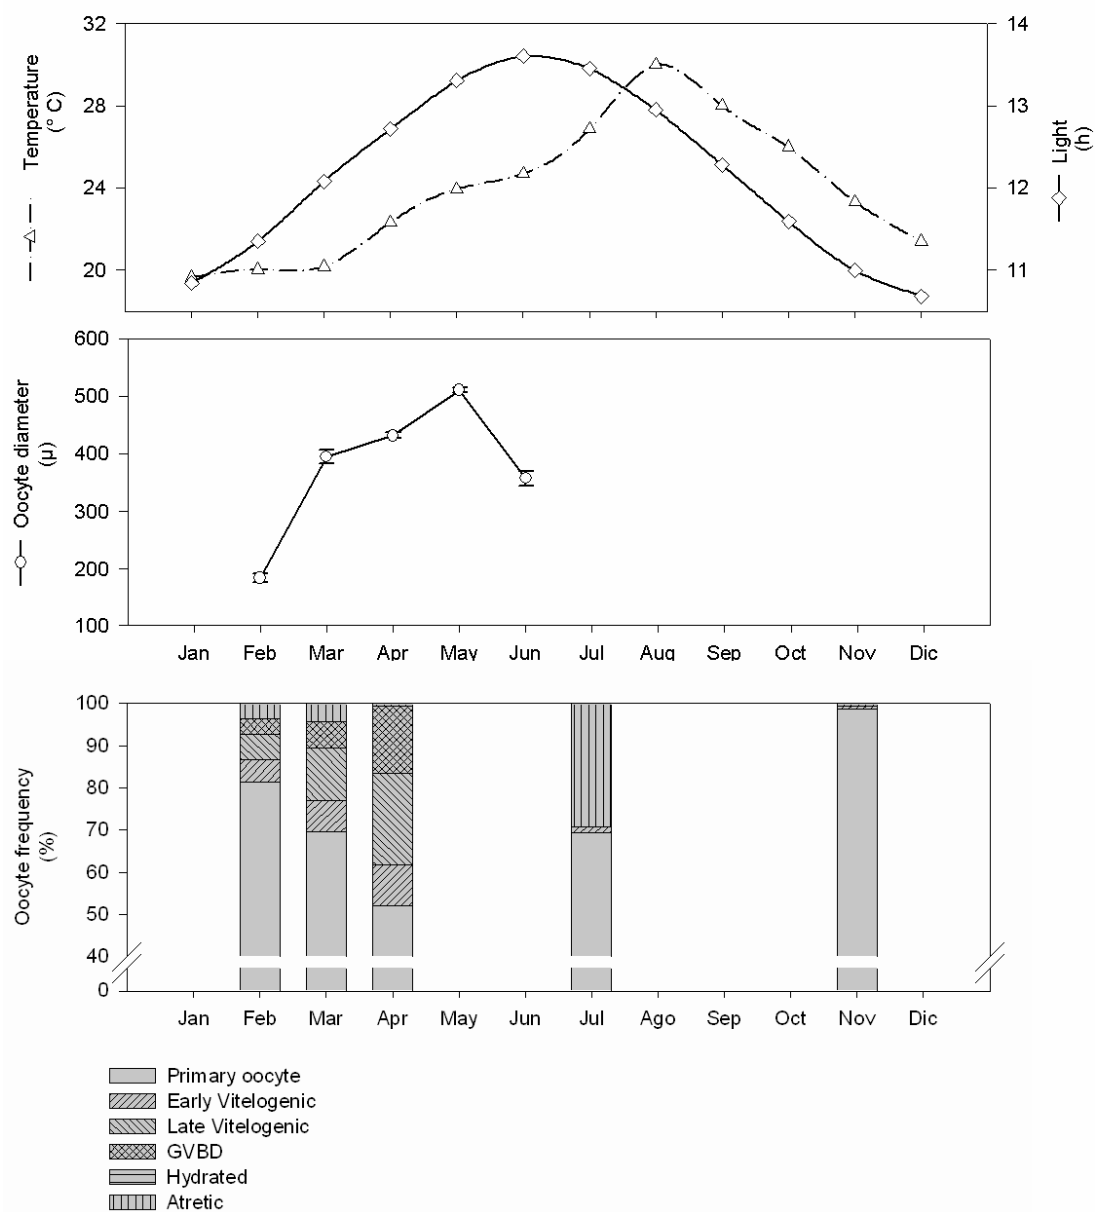 32
28
24
20
Temperature
(° C)
14
13
12
11
Light
(h)
600
500
400
300
200
100
Oocyte diameter
(µ)
Jan Feb Mar Apr May Jun Jul Aug Sep Oct Nov Dic
100
90
80
70
60
50
40
0
Oocyte frequency
(%)
Jan Feb Mar Apr May Jun Jul Ago Sep Oct Nov Dic
Primary oocyte
Early Vitelogenic
Late Vitelogenic
GVBD
Hydrated
Atretic